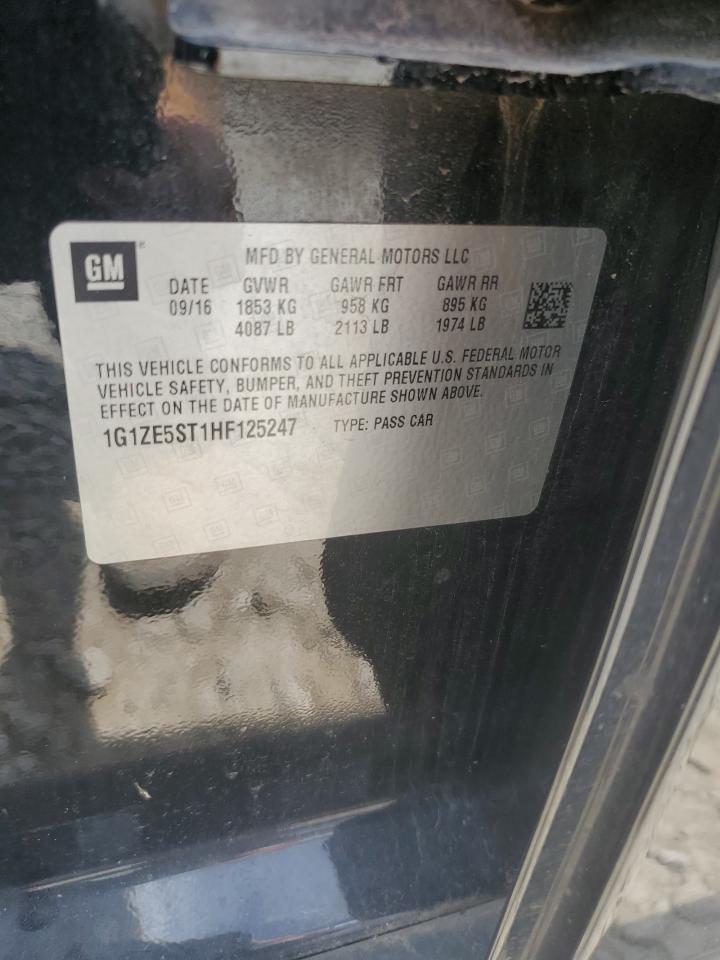 GM
MFD BY GENERAL MOTORS LLC
DATE GVWR GAWR FRT GAWR RR
09/16 1853 KG 958 KG 895 KG
4087 LB 2113 LB 1974 LB
THIS VEHICLE CONFORMS TO ALL APPLICABLE U.S. FEDERAL MOTOR
VEHICLE SAFETY, BUMPER, AND THEFT PREVENTION STANDARDS IN
EFFECT ON THE DATE OF MANUFACTURE SHOWN ABOVE.
1G1ZE5ST1HF125247 TYPE: PASS CAR